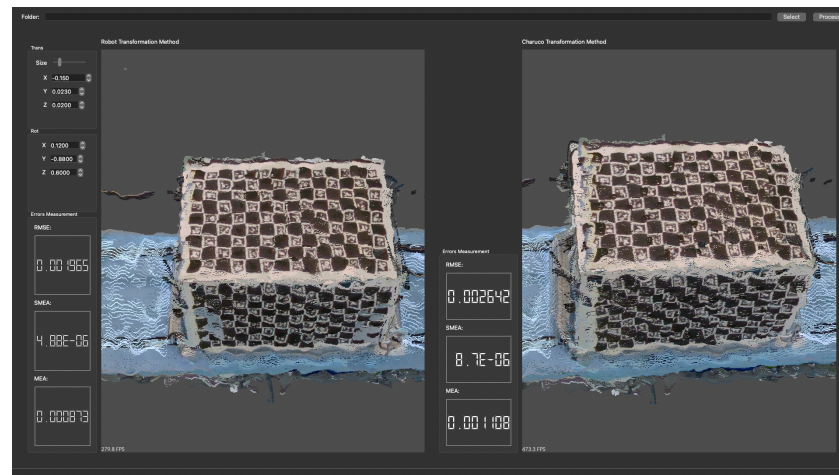 Folder:
Select
Process
Robot Transformation Method
Charuco Transformation Method
Trans
Size
X -0.150
Y 0.0230
Z 0.0200
Rot
X 0.1200
Y -0.8800
Z 0.6000
Errors Measurement
RMSE:
0.001965
SMEA:
4.88E-06
MEA:
0.000873
279.8 FPS
Errors Measurement
RMSE:
0.002642
SMEA:
8.7E-06
MEA:
0.001108
473.3 FPS